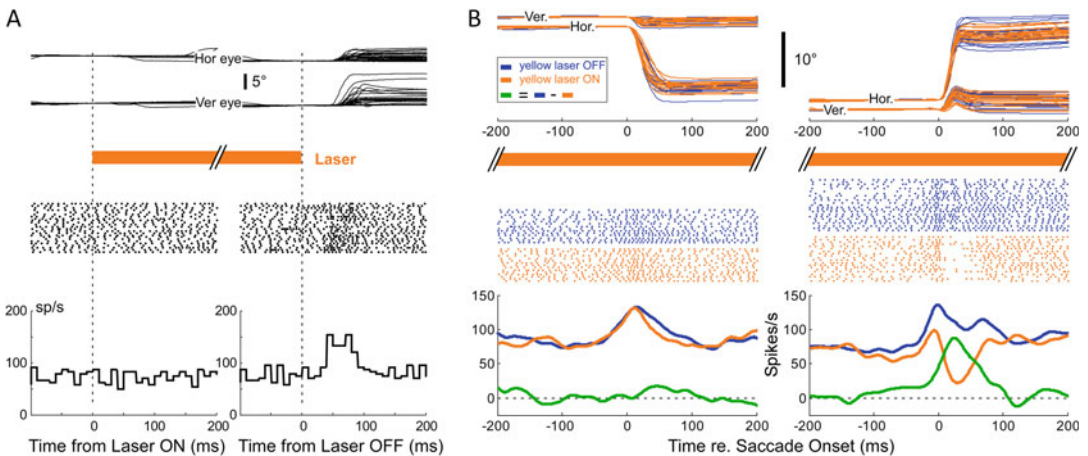 A
Hor eye
5°
Ver eye
Laser
sp/s
200
100
0
-100 0 100 200
Time from Laser ON (ms)
200
100
0
-100 0 100 200
Time from Laser OFF (ms)
B
Ver.
Hor.
yellow laser OFF
yellow laser ON
= -
-200 -100 0 100 200
10°
Hor.
Ver.
-200 -100 0 100 200
150
100
50
0
-200 -100 0 100 200
Spikes/s
150
100
50
0
-200 -100 0 100 200
Time re. Saccade Onset (ms)